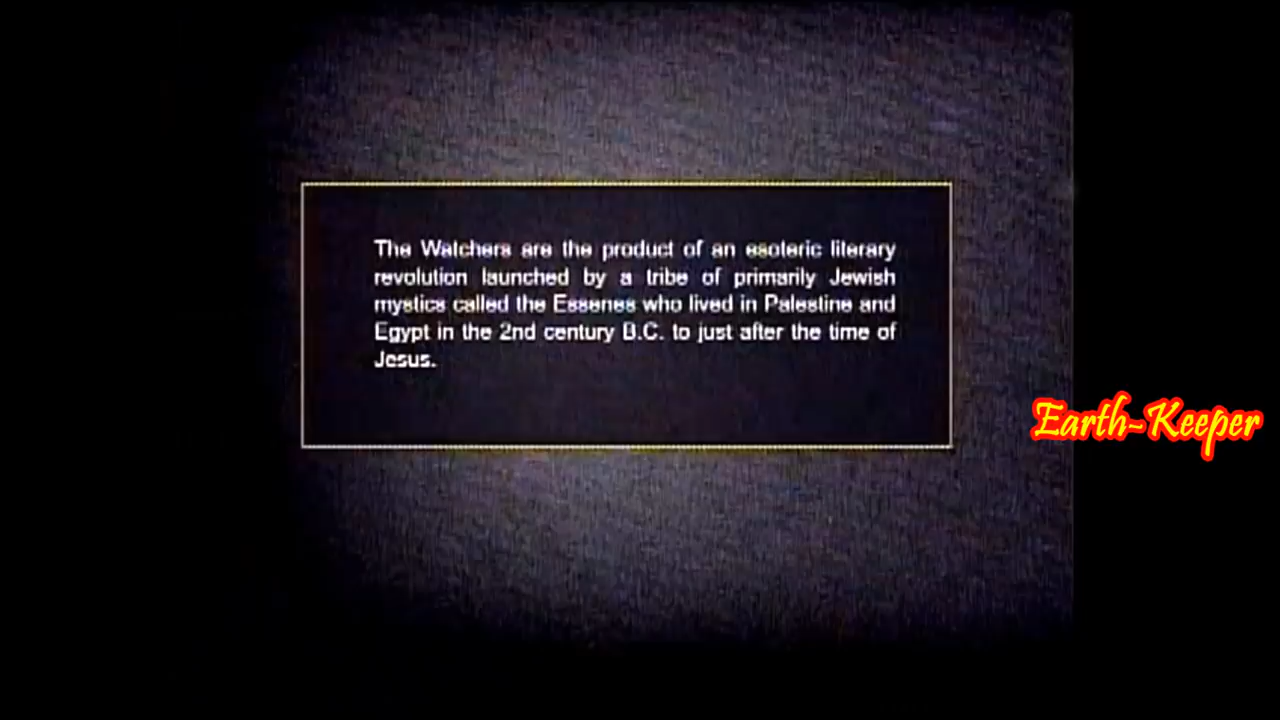 The Watchers are the product of an esoteric literary
revolution launched by a tribe of primarily Jewish
mystics called the Essenes who lived in Palestine and
Egypt in the 2nd century B.C. to just after the time of
Jesus.
Earth-Keeper